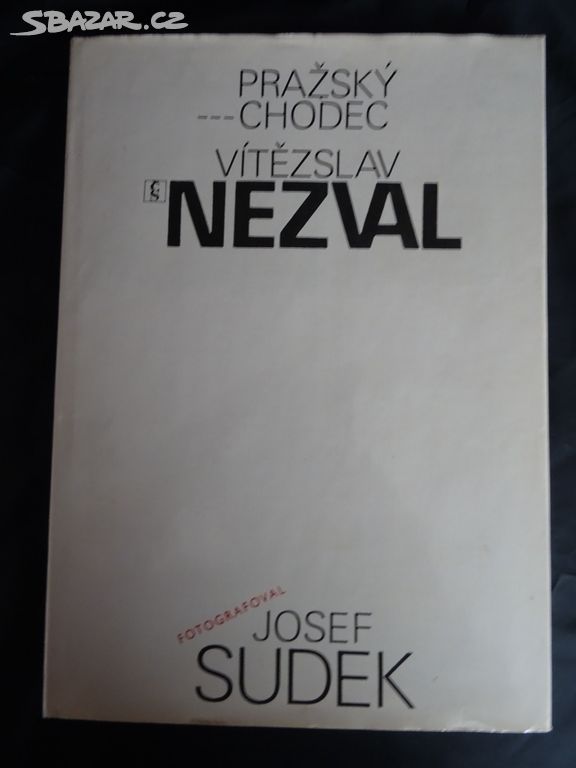 SBAZAR.CZ
PRAŽSKÝ
---CHODEC
VÍTĚZSLAV
NEZVAL
FOTOGRAFOVAL
JOSEF
SUDEK